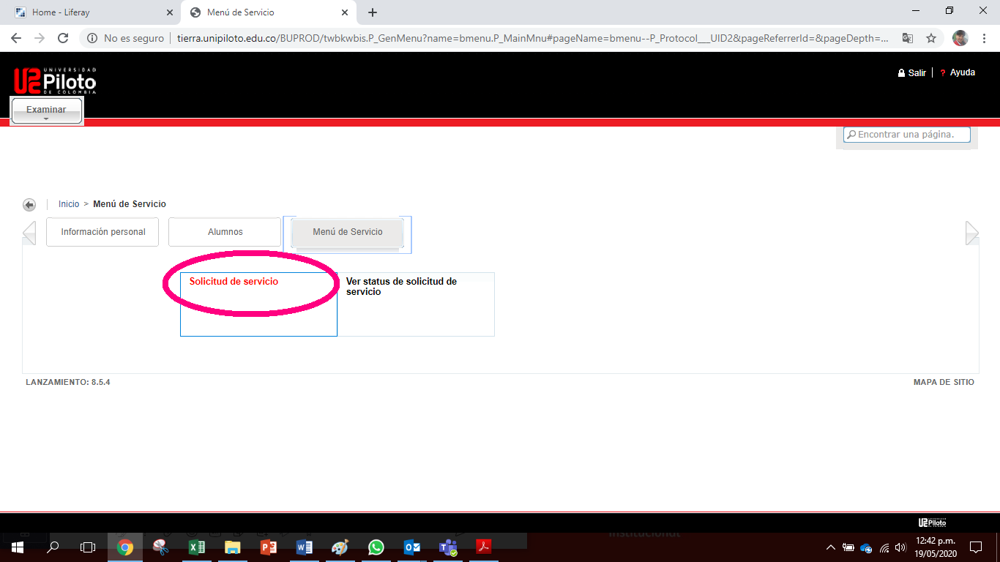 Home - Liferay
Menú de Servicio
No es seguro
tierra.unipiloto.edu.co/BUPROD/twbkwbis.P_GenMenu?name=bmenu.P_MainMnu#pageName=bmenu--P_Protocol___UID2&pageReferrerId=&pageDepth=...
UNIVERSIDAD
Piloto
DE COLOMBIA
Salir
? Ayuda
Examinar
Encontrar una página.
Inicio > Menú de Servicio
Información personal
Alumnos
Menú de Servicio
Solicitud de servicio
Ver status de solicitud de
servicio
LANZAMIENTO: 8.5.4
MAPA DE SITIO
Piloto
Institucional
12:42 p.m.
19/05/2020